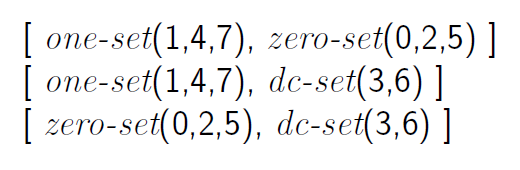 [ one-set(1,4,7), zero-set(0,2,5) ]
[ one-set(1,4,7), dc-set(3,6) ]
[ zero-set(0,2,5), dc-set(3,6) ]